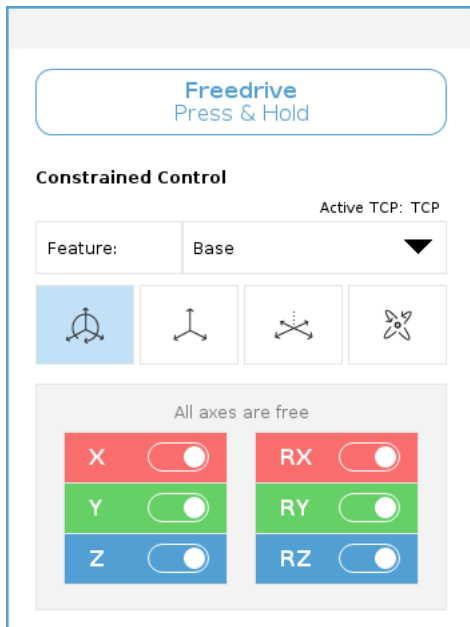 Freedrive
Press & Hold
Constrained Control
Active TCP: TCP
Feature: Base
All axes are free
X RX
Y RY
Z RZ